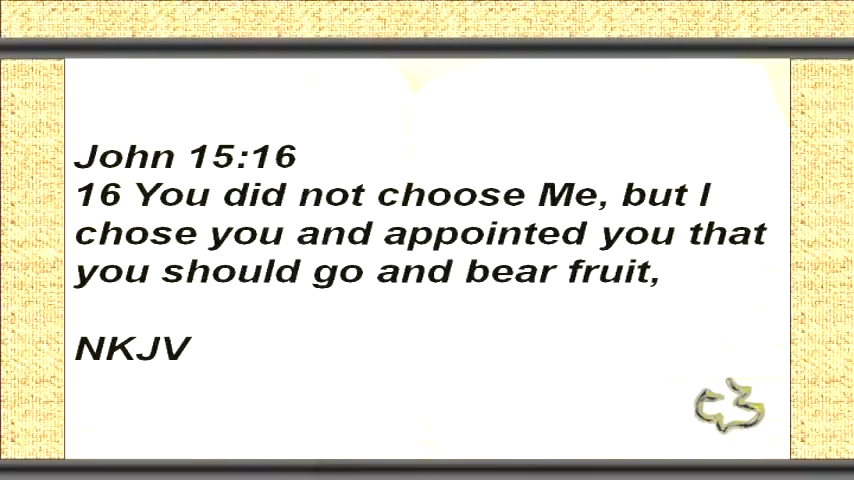 John 15:16
16 You did not choose Me, but I
chose you and appointed you that
you should go and bear fruit,
NKJV